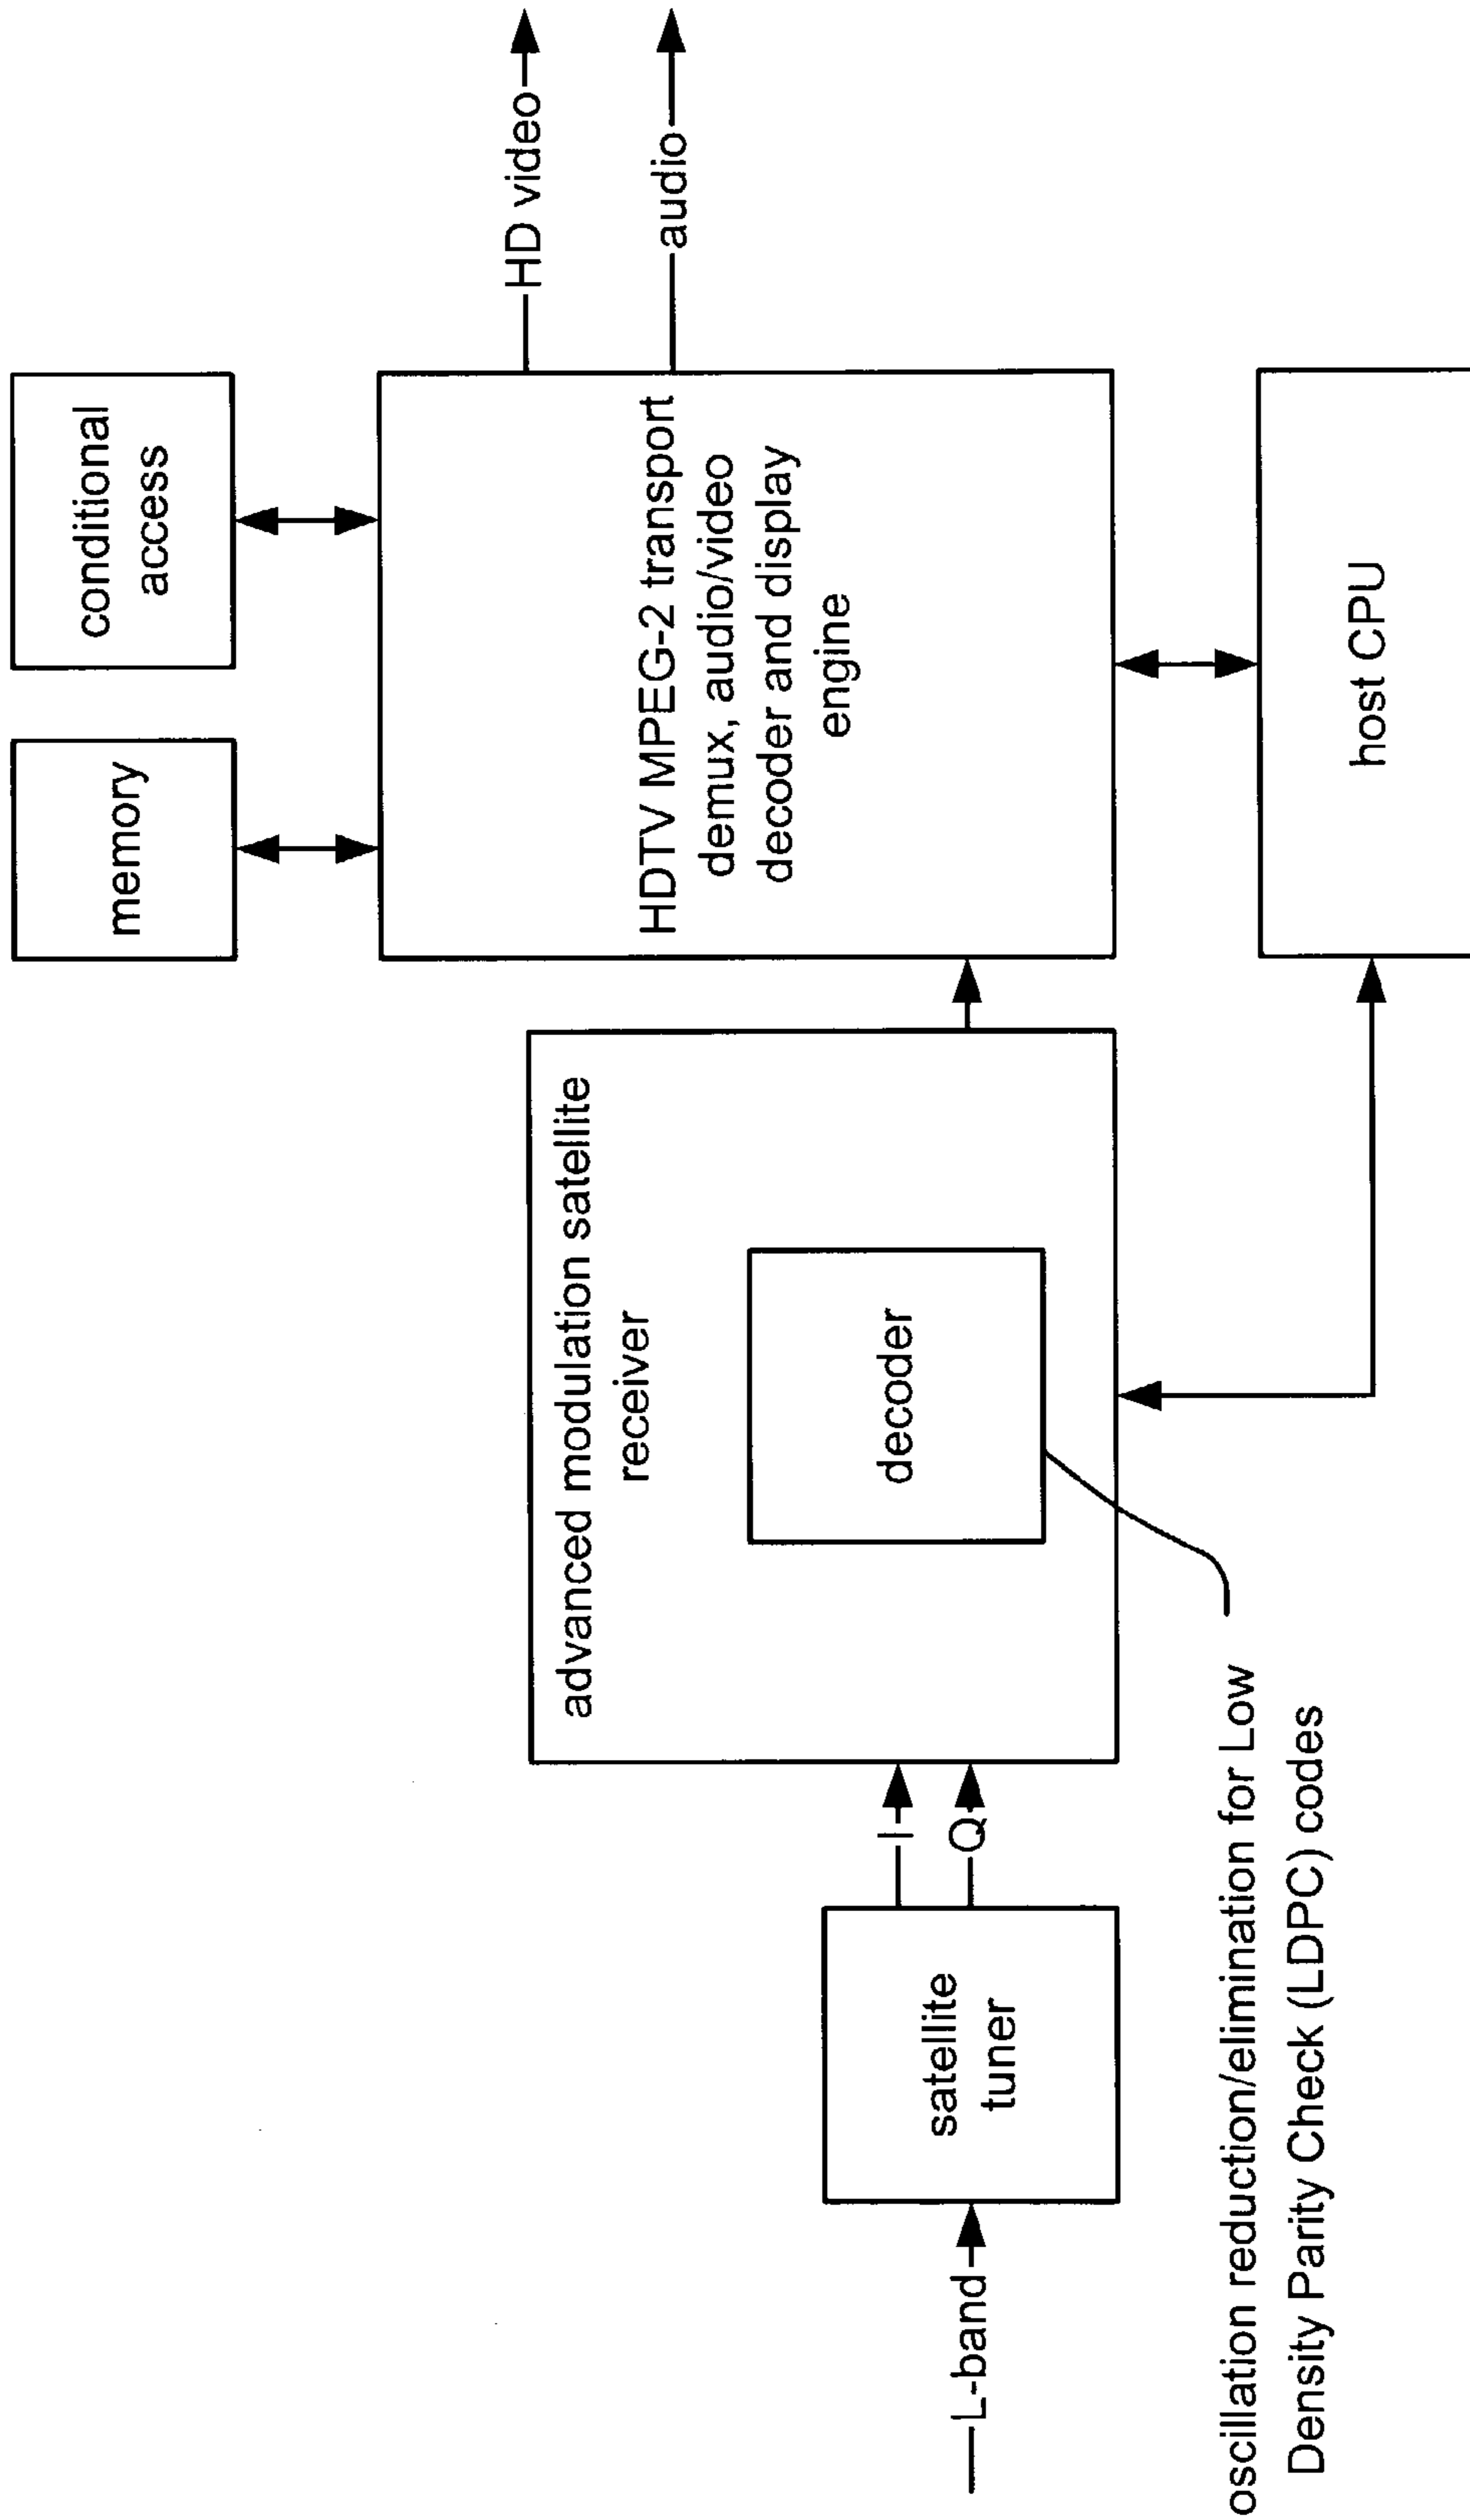 L-band
satellite
tuner
I
Q
advanced modulation satellite
receiver
decoder
oscillation reduction/elimination for Low
Density Parity Check (LDPC) codes
memory
conditional
access
HDTV MPEG-2 transport
demux, audio/video
decoder and display
engine
HD video
audio
host CPU